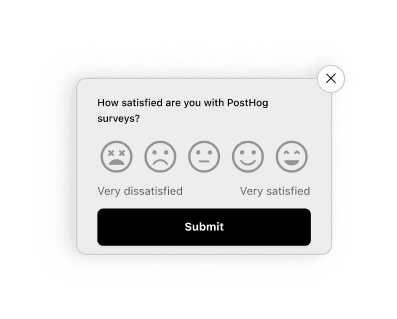 How satisfied are you with PostHog
surveys?
Very dissatisfied Very satisfied
Submit